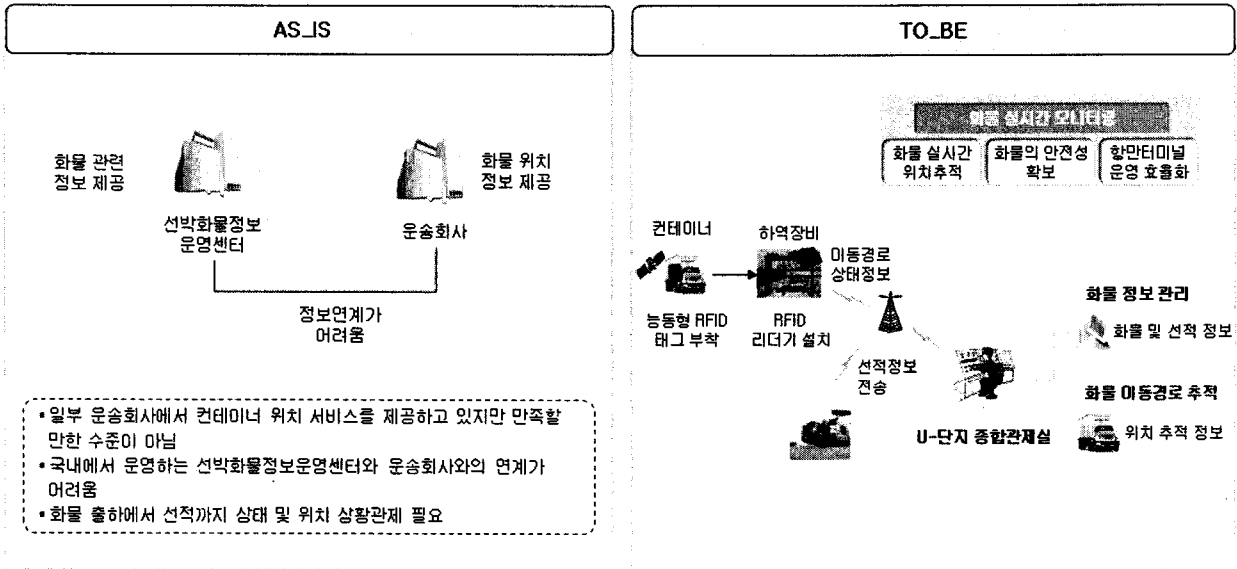 AS_IS
화물 관련
정보 제공
화물 위치
정보 제공
선박화물정보
운영센터
운송회사
정보연계가
어려움
▪ 일부 운송회사에서 컨테이너 위치 서비스를 제공하고 있지만 만족할
만한 수준이 아님
▪ 국내에서 운영하는 선박화물정보운영센터와 운송회사와의 연계가
어려움
▪ 화물 출하에서 선적까지 상태 및 위치 상황관제 필요
TO_BE
화물 실시간 모니터링
화물 실시간
위치추적
화물의 안전성
확보
항만터미널
운영 효율화
컨테이너
하역장비
이동경로
상태정보
능동형 RFID
태그 부착
RFID
리더기 설치
선적정보
전송
U-단지 종합관제실
화물 정보 관리
화물 및 선적 정보
화물 이동경로 추적
위치 추적 정보